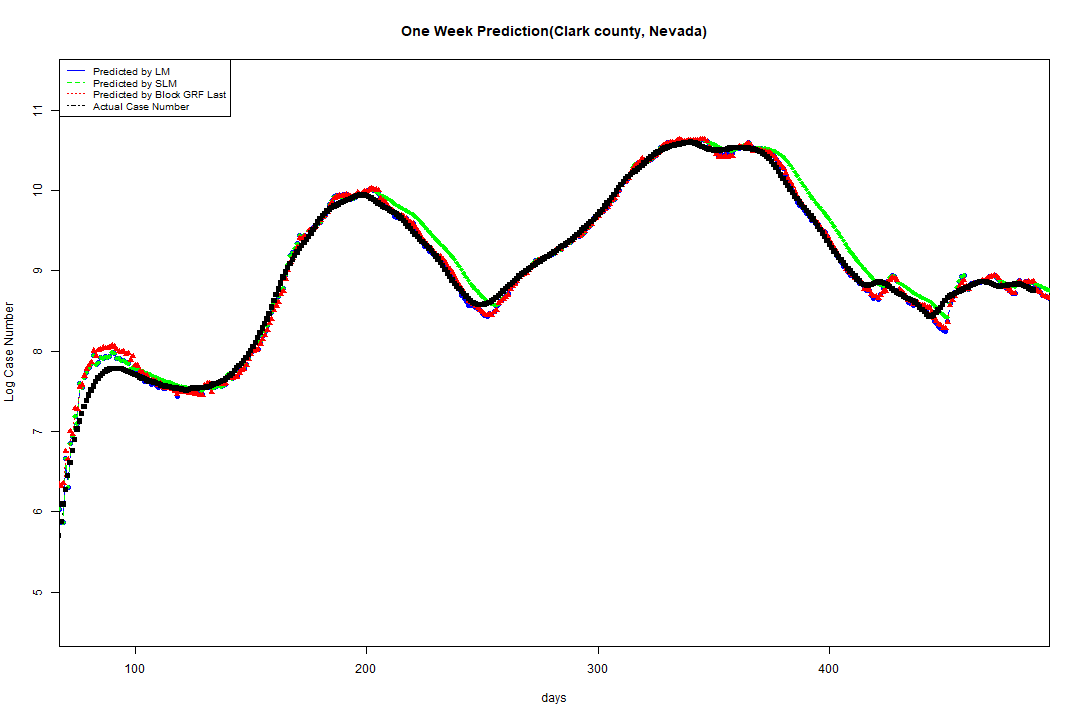 One Week Prediction(Clark county, Nevada)
Predicted by LM
Predicted by SLM
Predicted by Block GRF Last
Actual Case Number
11
10
9
8
7
6
5
Log Case Number
100 200 300 400
days